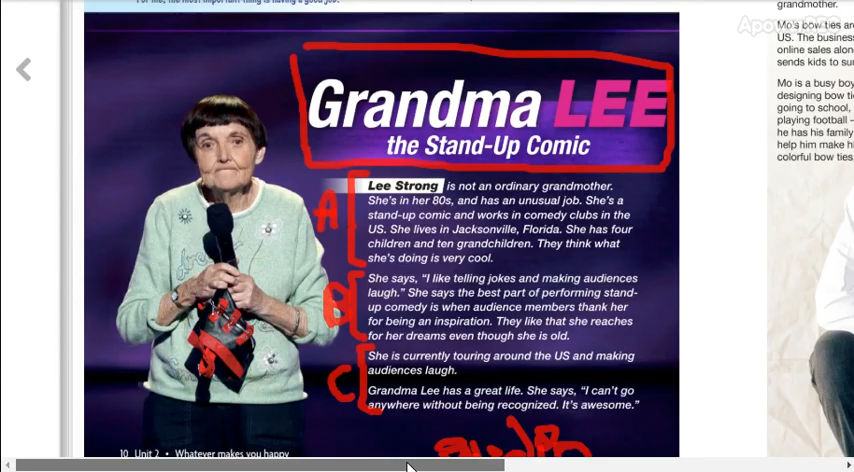 For me, the most important thing is having a good job.
grandmother.
Apowersoft
Mo's bow ties are
US. The business
online sales alon
sends kids to su
Mo is a busy boy
designing bow tie
going to school,
playing football –
he has his family
help him make hi
colorful bow ties
Grandma LEE
the Stand-Up Comic
A
Lee Strong is not an ordinary grandmother.
She's in her 80s, and has an unusual job. She's a
stand-up comic and works in comedy clubs in the
US. She lives in Jacksonville, Florida. She has four
children and ten grandchildren. They think what
she's doing is very cool.
B
She says, “I like telling jokes and making audiences
laugh.” She says the best part of performing stand-
up comedy is when audience members thank her
for being an inspiration. They like that she reaches
for her dreams even though she is old.
C
She is currently touring around the US and making
audiences laugh.
Grandma Lee has a great life. She says, “I can't go
anywhere without being recognized. It's awesome.”
10 Unit 2 • Whatever makes you happy